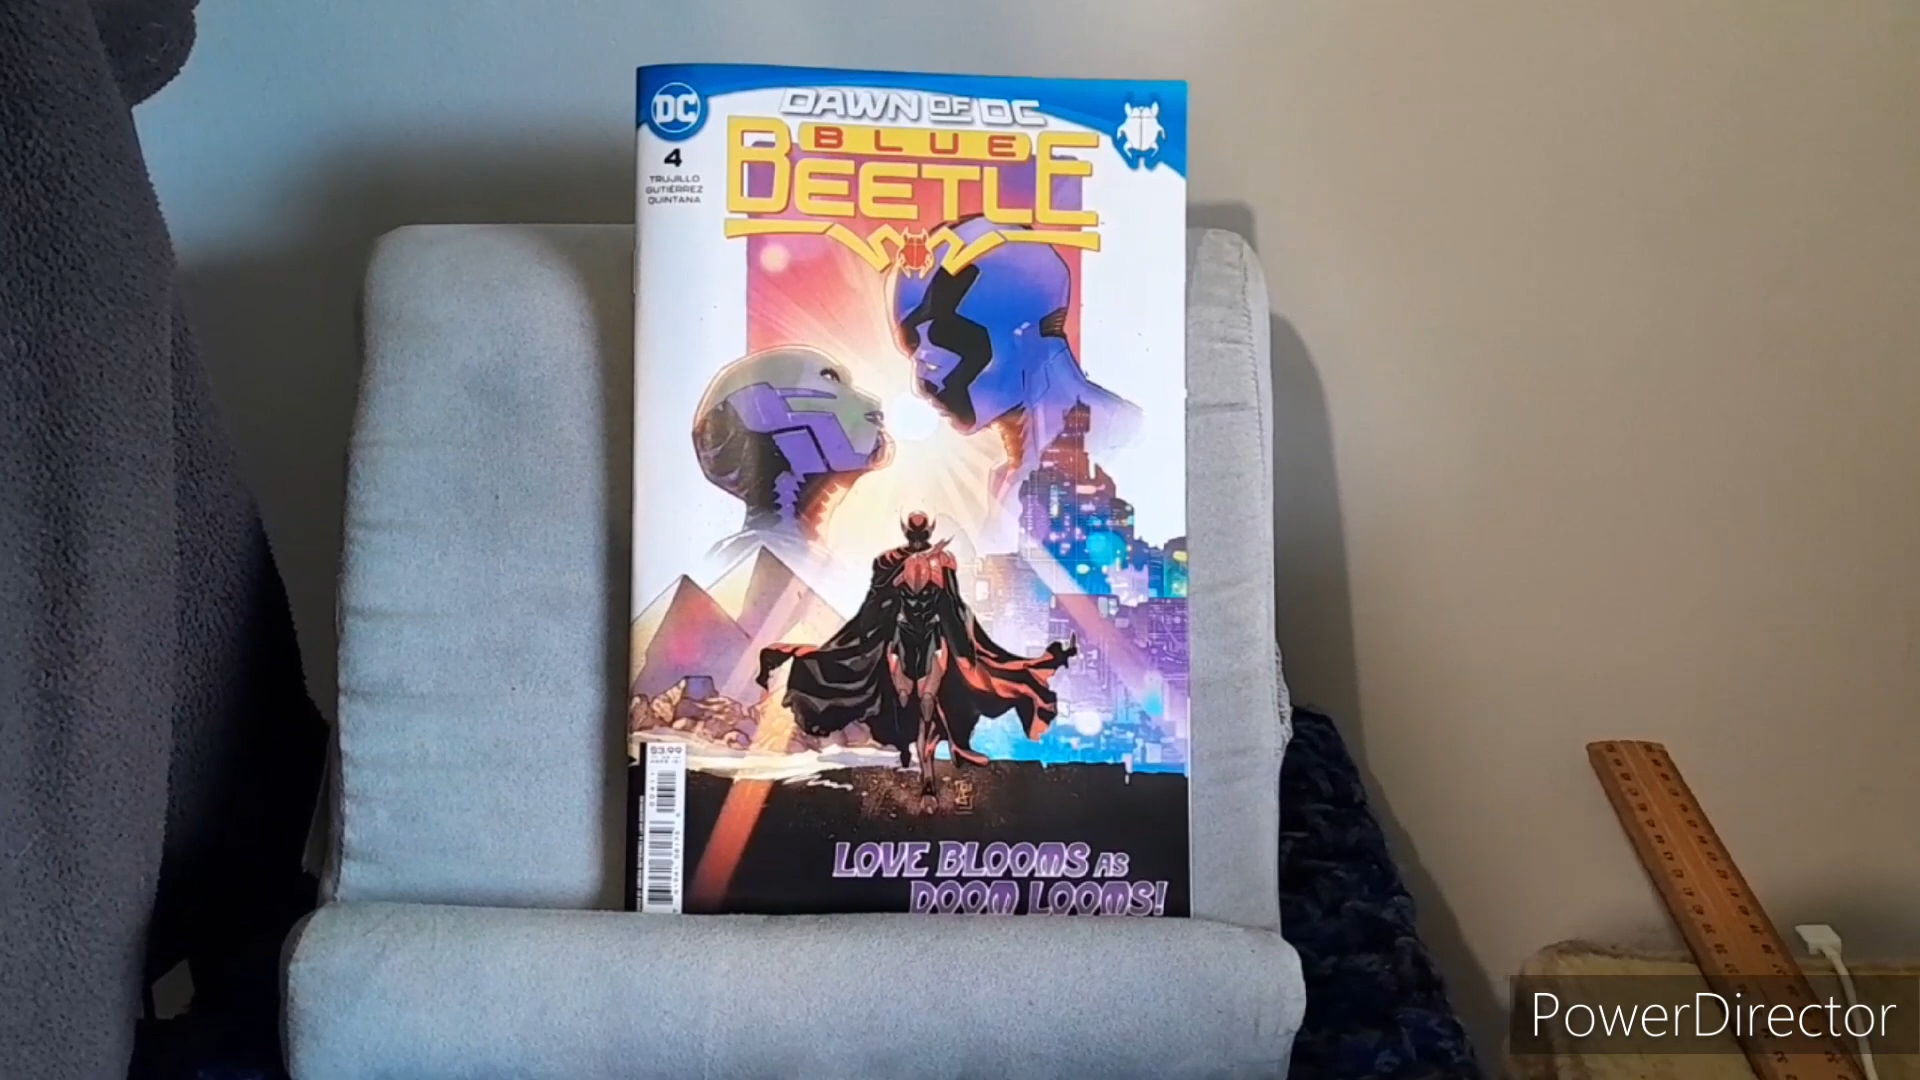 DC
DAWN OF DC
BLUE
BEETLE
4
TRUJILLO
GUTIÉRREZ
QUINTANA
$3.99
LOVE BLOOMS AS
DOOM LOOMS!
PowerDirector